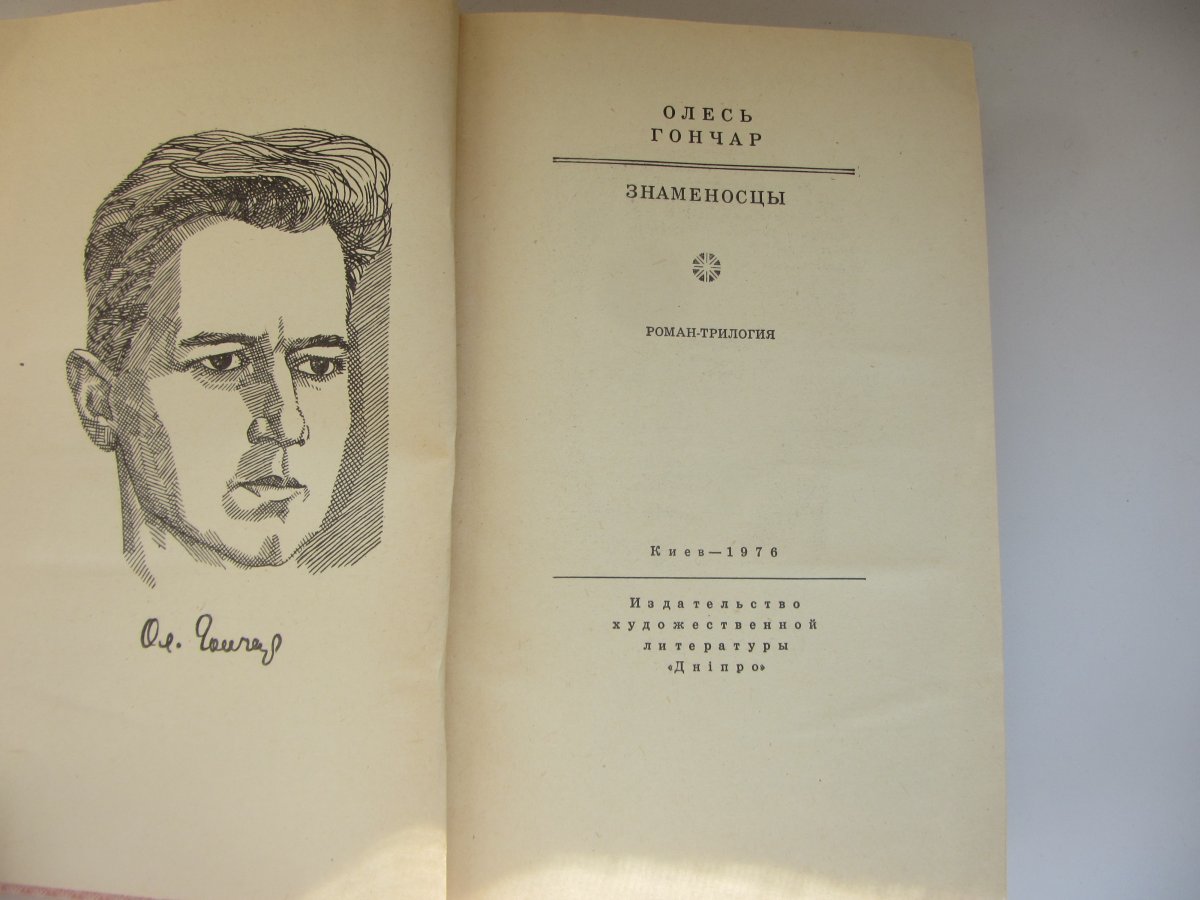 Ол. Гончар
ОЛЕСЬ
ГОНЧАР
ЗНАМЕНОСЦЫ
РОМАН-ТРИЛОГИЯ
Киев—1976
Издательство
художественной
литературы
«Дніпро»